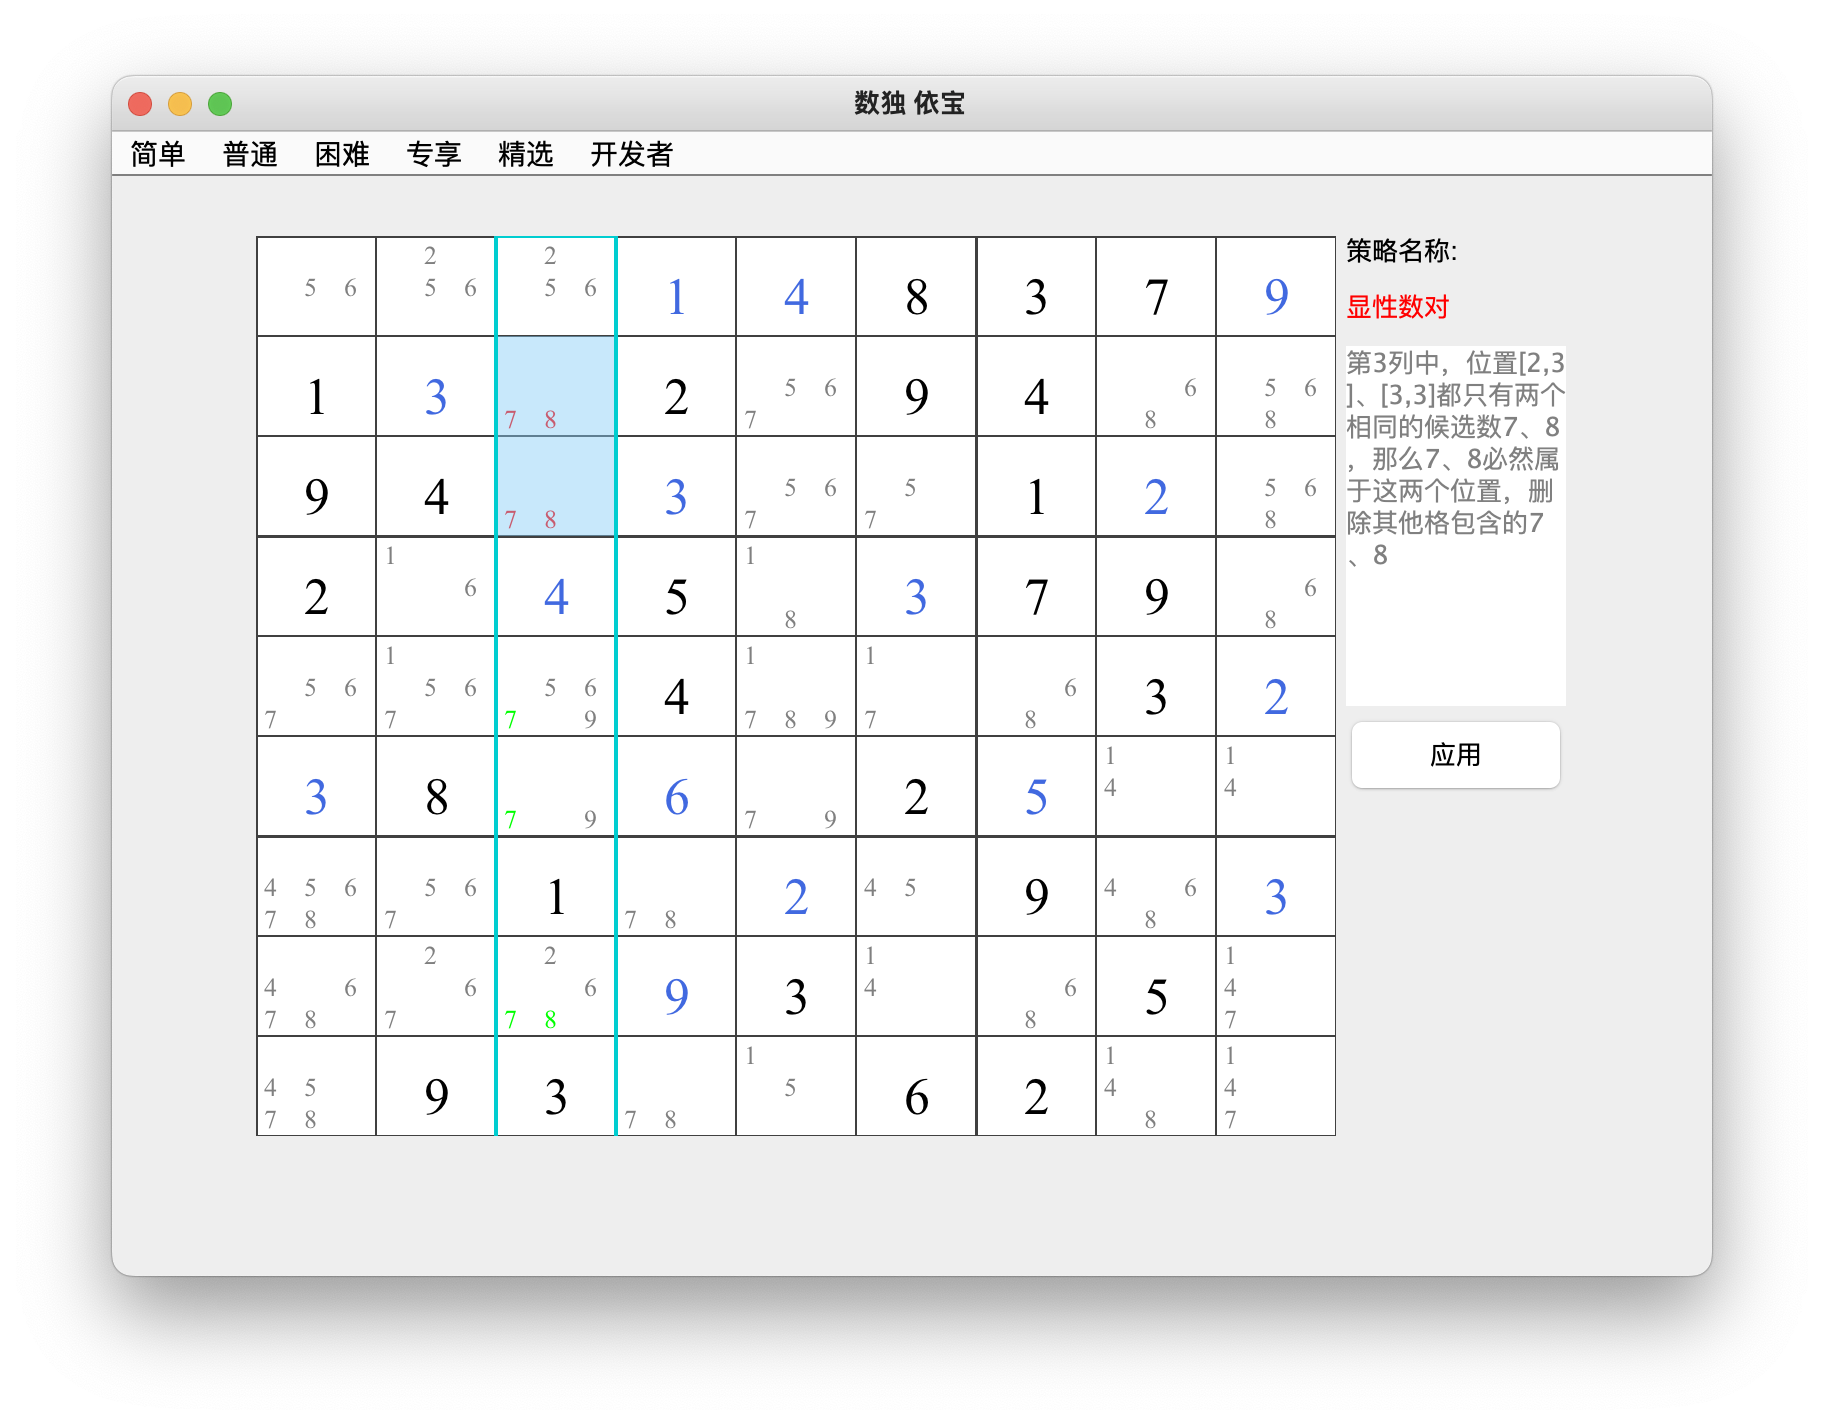 数独 依宝
简单 普通 困难 专享 精选 开发者
策略名称:
显性数对
第3列中，位置[2,3
]、[3,3]都只有两个
相同的候选数7、8
，那么7、8必然属
于这两个位置，删
除其他格包含的7
、8
应用
2 2
5 6 5 6 5 6 1 4 8 3 7 9
1 3 2 5 6 9 4 6 5 6
7 8 7 8 8
9 4 3 5 6 5 1 2 5 6
7 8 7 7 8
1 1
2 6 4 5 3 7 9 6
8 8
1 1 1
5 6 5 6 5 6 4 6 3 2
7 7 7 9 7 8 9 7 8
1 1
3 8 6 2 5 4 4
7 9 7 9
4 5 6 5 6 1 2 4 5 9 4 6 3
7 8 7 7 8 8
2 2 1 1
4 6 6 6 9 3 4 6 5 4
7 8 7 7 8 8 7
1 1 1
4 5 9 3 5 6 2 4 4
7 8 7 8 8 7